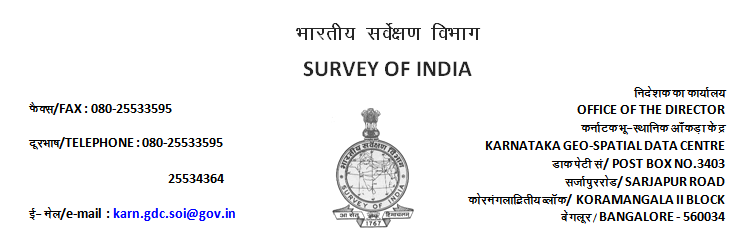 भारतीय सर्वेक्षण विभाग
SURVEY OF INDIA
फैक्स/FAX : 080-25533595
दूरभाष/TELEPHONE : 080-25533595
25534364
ई- मेल/e-mail : karn.gdc.soi@gov.in
भारतीय सर्वेक्षण विभाग
SURVEY OF INDIA
आ सेतु हिमाचलम्
1767
निदेशक का कार्यालय
OFFICE OF THE DIRECTOR
कर्नाटक भू-स्थानिक आँकड़ा केद्र
KARNATAKA GEO-SPATIAL DATA CENTRE
डाक पेटी सं/ POST BOX NO.3403
सर्जापुर रोड/ SARJAPUR ROAD
कोरमंगला द्वितीय ब्लॉक/ KORAMANGALA II BLOCK
बेगलूर / BANGALORE - 560034